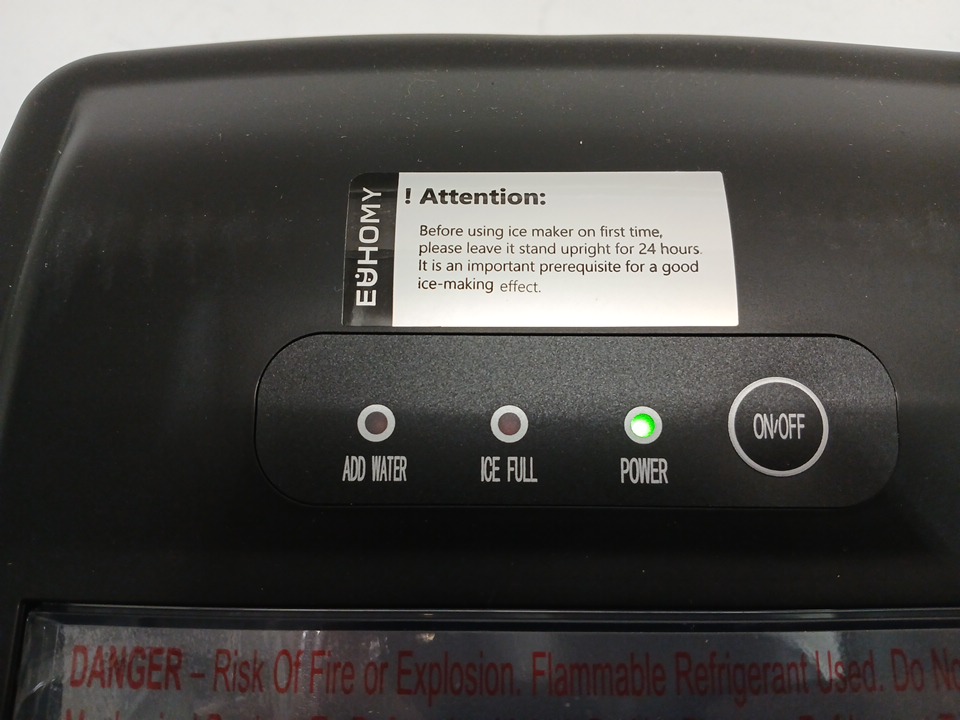 EUHOMY
! Attention:
Before using ice maker on first time,
please leave it stand upright for 24 hours.
It is an important prerequisite for a good
ice-making effect.
ADD WATER
ICE FULL
POWER
ON/OFF
DANGER – Risk Of Fire or Explosion. Flammable Refrigerant Used. Do